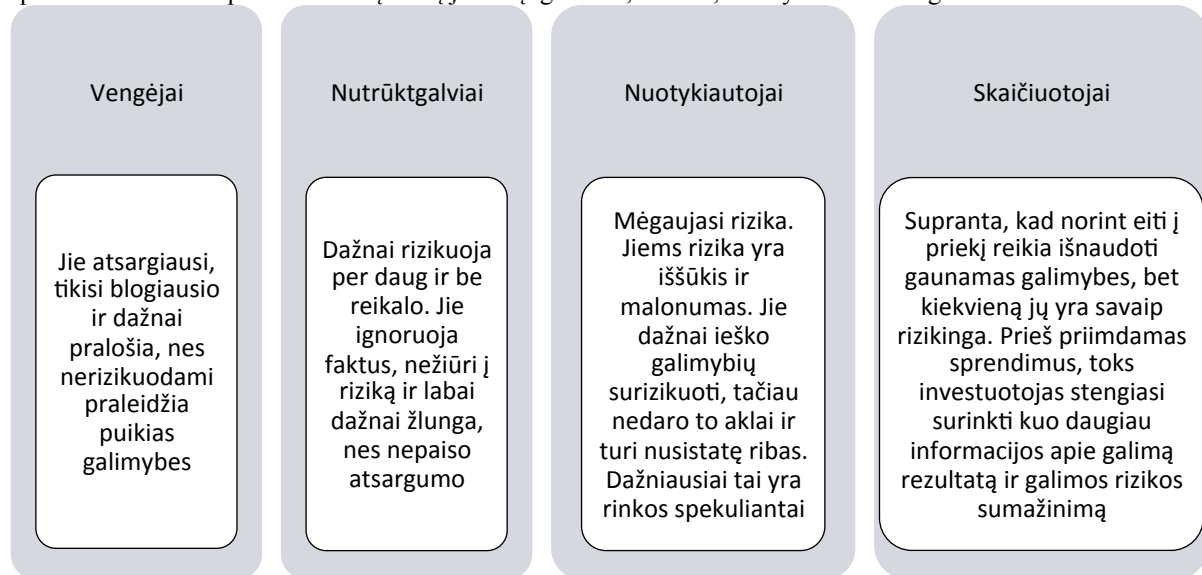 Vengėjai
Jie atsargiausi,
tikisi blogiausio
ir dažnai
pralošia, nes
nerizikuodami
praleidžia
puikias
galimybes
Nutrūktgalviai
Dažnai rizikuoja
per daug ir be
reikalo. Jie
ignoruoja
faktus, nežiūri į
riziką ir labai
dažnai žlunga,
nes nepaiso
atsargumo
Nuotykiautojai
Mėgaujasi rizika.
Jiems rizika yra
iššūkis ir
malonumas. Jie
dažnai ieško
galimybių
surizikuoti, tačiau
nedaro to aklai ir
turi nusistatę ribas.
Dažniausiai tai yra
rinkos spekuliantai
Skaičiuotojai
Supranta, kad norint eiti į
priekį reikia išnaudoti
gaunamas galimybes, bet
kiekvieną jų yra savaip
rizikinga. Prieš priimdamas
sprendimus, toks
investuotojas stengiasi
surinkti kuo daugiau
informacijos apie galimą
rezultatą ir galimos rizikos
sumažinimą